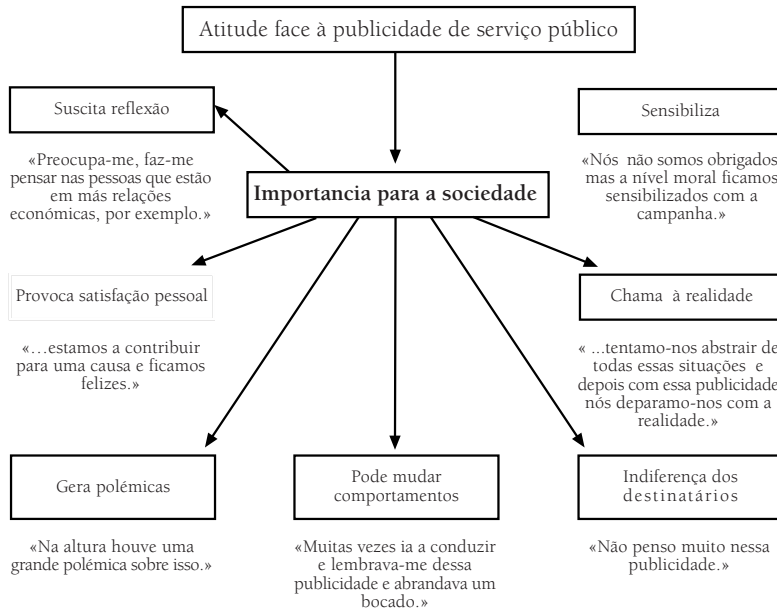 Atitude face à publicidade de serviço público
Suscita reflexão
«Preocupa-me, faz-me
pensar nas pessoas que estão
em más relações
económicas, por exemplo.»
Sensibiliza
«Nós não somos obrigados
mas a nível moral ficamos
sensibilizados com a
campanha.»
Importancia para a sociedade
Provoca satisfação pessoal
«...estamos a contribuir
para uma causa e ficamos
felizes.»
Chama à realidade
« ...tentamo-nos abstrair de
todas essas situações e
depois com essa publicidade
nós deparamo-nos com a
realidade.»
Gera polémicas
«Na altura houve uma
grande polémica sobre isso.»
Pode mudar
comportamentos
«Muitas vezes ia a conduzir
e lembrava-me dessa
publicidade e abrandava um
bocado.»
Indiferença dos
destinatários
«Não penso muito nessa
publicidade.»